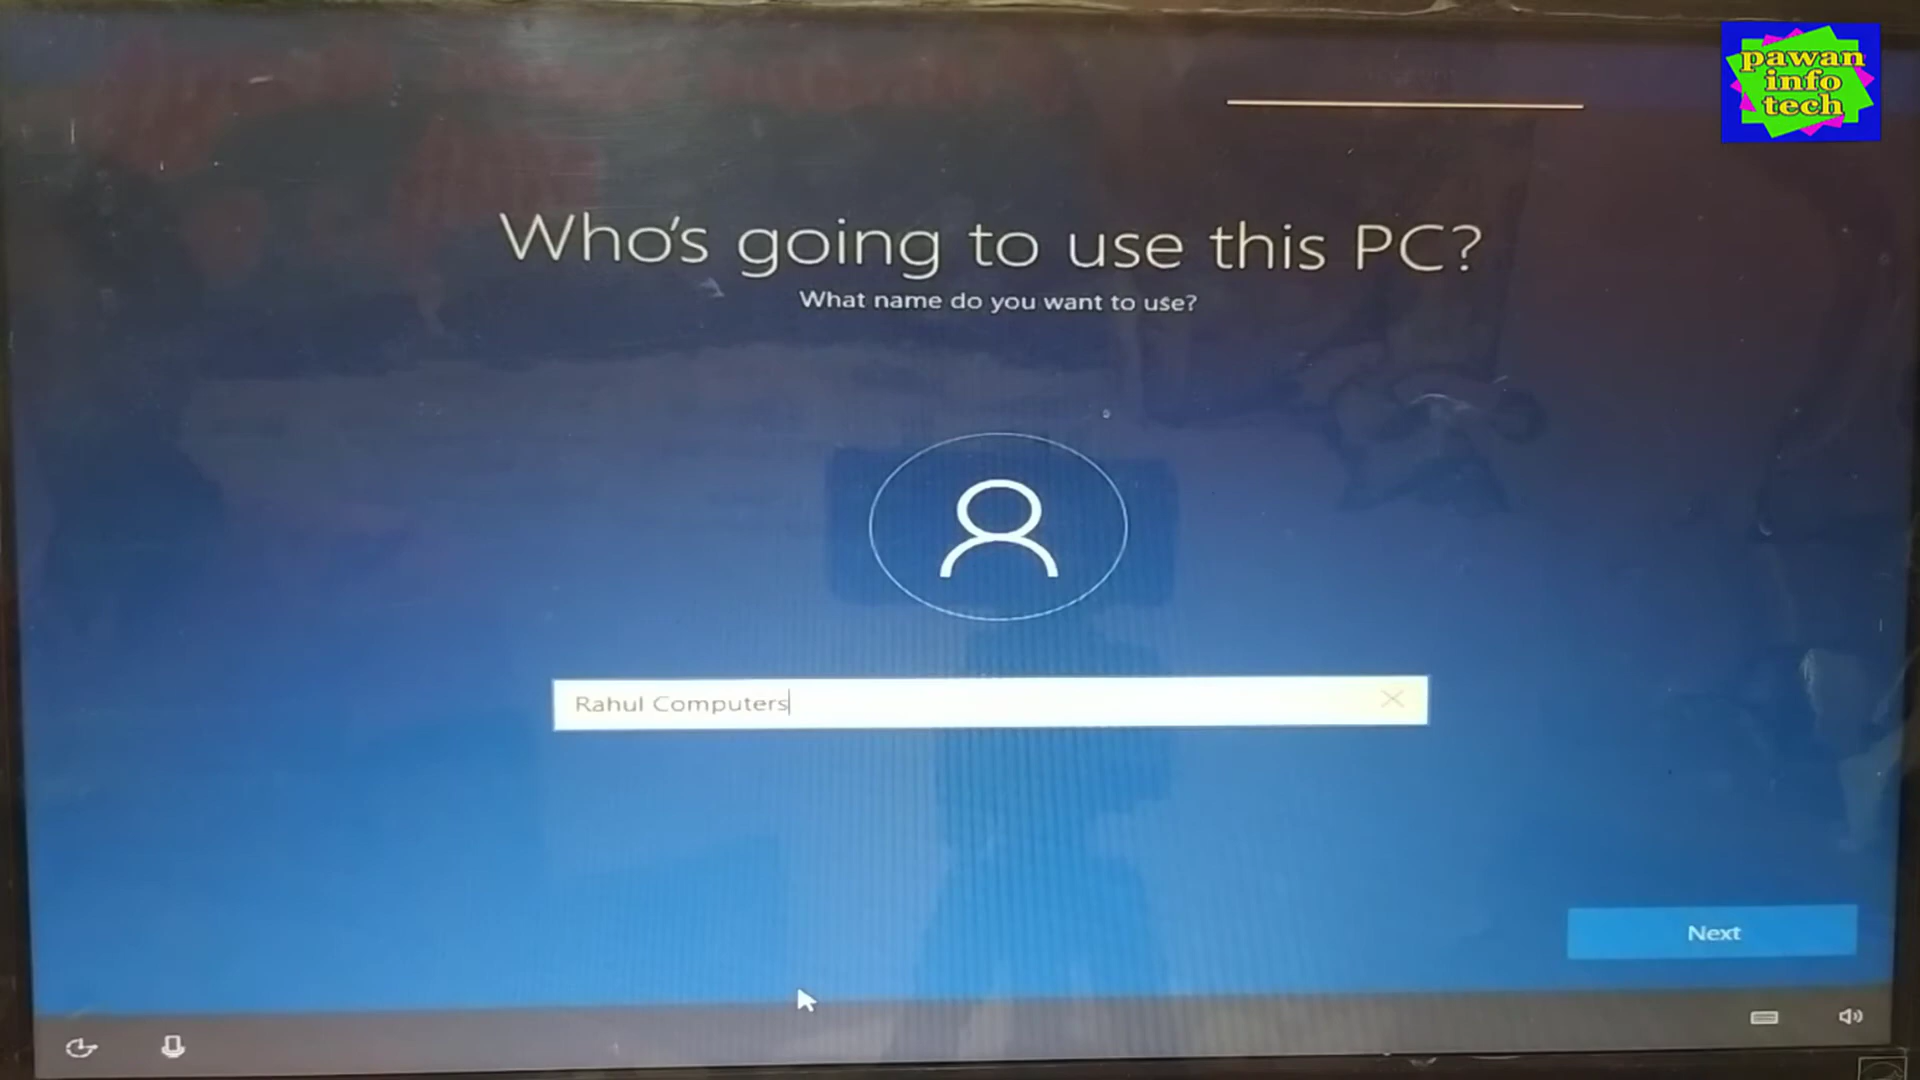 pawan
info
tech
Who's going to use this PC?
What name do you want to use?
Rahul Computers
Next